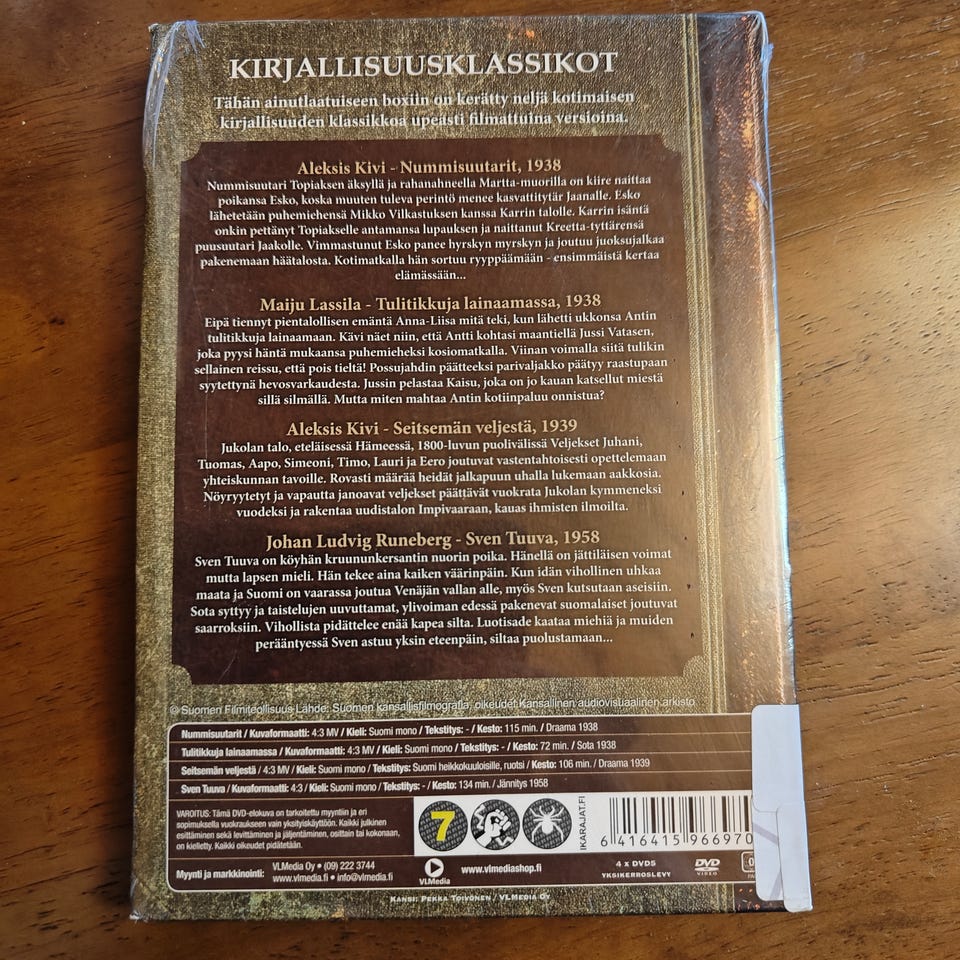 KIRJALLISUUSKLASSIKOT
Tähän ainutlaatuiseen boxiin on kerätty neljä kotimaisen
kirjallisuuden klassikkoa upeasti filmattuina versioina.
Aleksis Kivi - Nummisuutarit, 1938
Nummisuutari Topiaksen äksyllä ja rahanahneella Martta-muorilla on kiire naittaa
poikansa Esko, koska muuten tuleva perintö menee kasvattitytär Jaanalle. Esko
lähetetään puhemiehensä Mikko Vilkastuksen kanssa Karrin talolle. Karrin isäntä
onkin pettänyt Topiakselle antamansa lupauksen ja naittanut Kreetta-tyttärensä
puusuutari Jaakolle. Vimmastunut Esko panee hyrskyn myrskyn ja joutuu juoksujalkaa
pakenemaan häätalosta. Kotimatkalla hän sortuu ryyppäämään - ensimmäistä kertaa
elämässään...
Maiju Lassila - Tulitikkuja lainaamassa, 1938
Eipä tiennyt pientalollisen emäntä Anna-Liisa mitä teki, kun lähetti ukkonsa Antin
tulitikkuja lainaamaan. Kävi näet niin, että Antti kohtasi maantiellä Jussi Vatasen,
joka pyysi häntä mukaansa puhemieheksi kosiomatkalla. Viinan voimalla siitä tulikin
sellainen reissu, että pois tieltä! Possujahdin päätteeksi parivaljakko päätyy raastupaan
syytettynä hevosvarkaudesta. Jussin pelastaa Kaisu, joka on jo kauan katsellut miestä
sillä silmällä. Mutta miten mahtaa Antin kotiinpaluu onnistua?
Aleksis Kivi - Seitsemän veljestä, 1939
Jukolan talo, eteläisessä Hämeessä, 1800-luvun puolivälissä Veljekset Juhani,
Tuomas, Aapo, Simeoni, Timo, Lauri ja Eero joutuvat vastentahtoisesti opettelemaan
yhteiskunnan tavoille. Rovasti määrää heidät jalkapuun uhalla lukemaan aakkosia.
Nöyryytetyt ja vapautta janoavat veljekset päättävät vuokrata Jukolan kymmeneksi
vuodeksi ja rakentaa uudistalon Impivaaraan, kauas ihmisten ilmoilta.
Johan Ludvig Runeberg - Sven Tuuva, 1958
Sven Tuuva on köyhän kruununkersantin nuorin poika. Hänellä on jättiläisen voimat
mutta lapsen mieli. Hän tekee aina kaiken väärinpäin. Kun idän vihollinen uhkaa
maata ja Suomi on vaarassa joutua Venäjän vallan alle, myös Sven kutsutaan aseisiin.
Sota syttyy ja taistelujen uuvuttamat, ylivoiman edessä pakenevat suomalaiset joutuvat
saarroksiin. Vihollista pidättelee enää kapea silta. Luotisade kaataa miehiä ja muiden
perääntyessä Sven astuu yksin eteenpäin, siltaa puolustamaan...
© Suomen Filmiteollisuus Lähde: Suomen kansallisfilmografia, oikeudet Kansallinen audiovisuaalinen arkisto
Nummisuutarit / Kuvaformaatti: 4:3 MV / Kieli: Suomi mono / Tekstitys: - / Kesto: 115 min. / Draama 1938
Tulitikkuja lainaamassa / Kuvaformaatti: 4:3 MV / Kieli: Suomi mono / Tekstitys: - / Kesto: 72 min. / Sota 1938
Seitsemän veljestä / 4:3 MV / Kieli: Suomi mono / Tekstitys: Suomi heikkokuuloisille, ruotsi / Kesto: 106 min. / Draama 1939
Sven Tuuva / Kuvaformaatti: 4:3 / Kieli: Suomi mono / Tekstitys: - / Kesto: 134 min. / Jännitys 1958
VAROITUS: Tämä DVD-elokuva on tarkoitettu myyntiin ja eri
sopimuksella vuokraukseen vain yksityiskäyttöön. Kaikki julkinen
esittäminen sekä levittäminen ja jäljentäminen, osittain tai kokonaan,
on kielletty. Kaikki oikeudet pidätetään.
7
IKARAJAT.FI
6 416415 966970
Myynti ja markkinointi:
VLMedia Oy • (09) 222 3744
www.vlmedia.fi • info@vlmedia.fi
VLMedia
www.vlmediashop.fi
4 x DVD5
YKSIKERROSLEVY
DVD
VIDEO
Kansi: Pekka Toivonen / VLMedia Oy